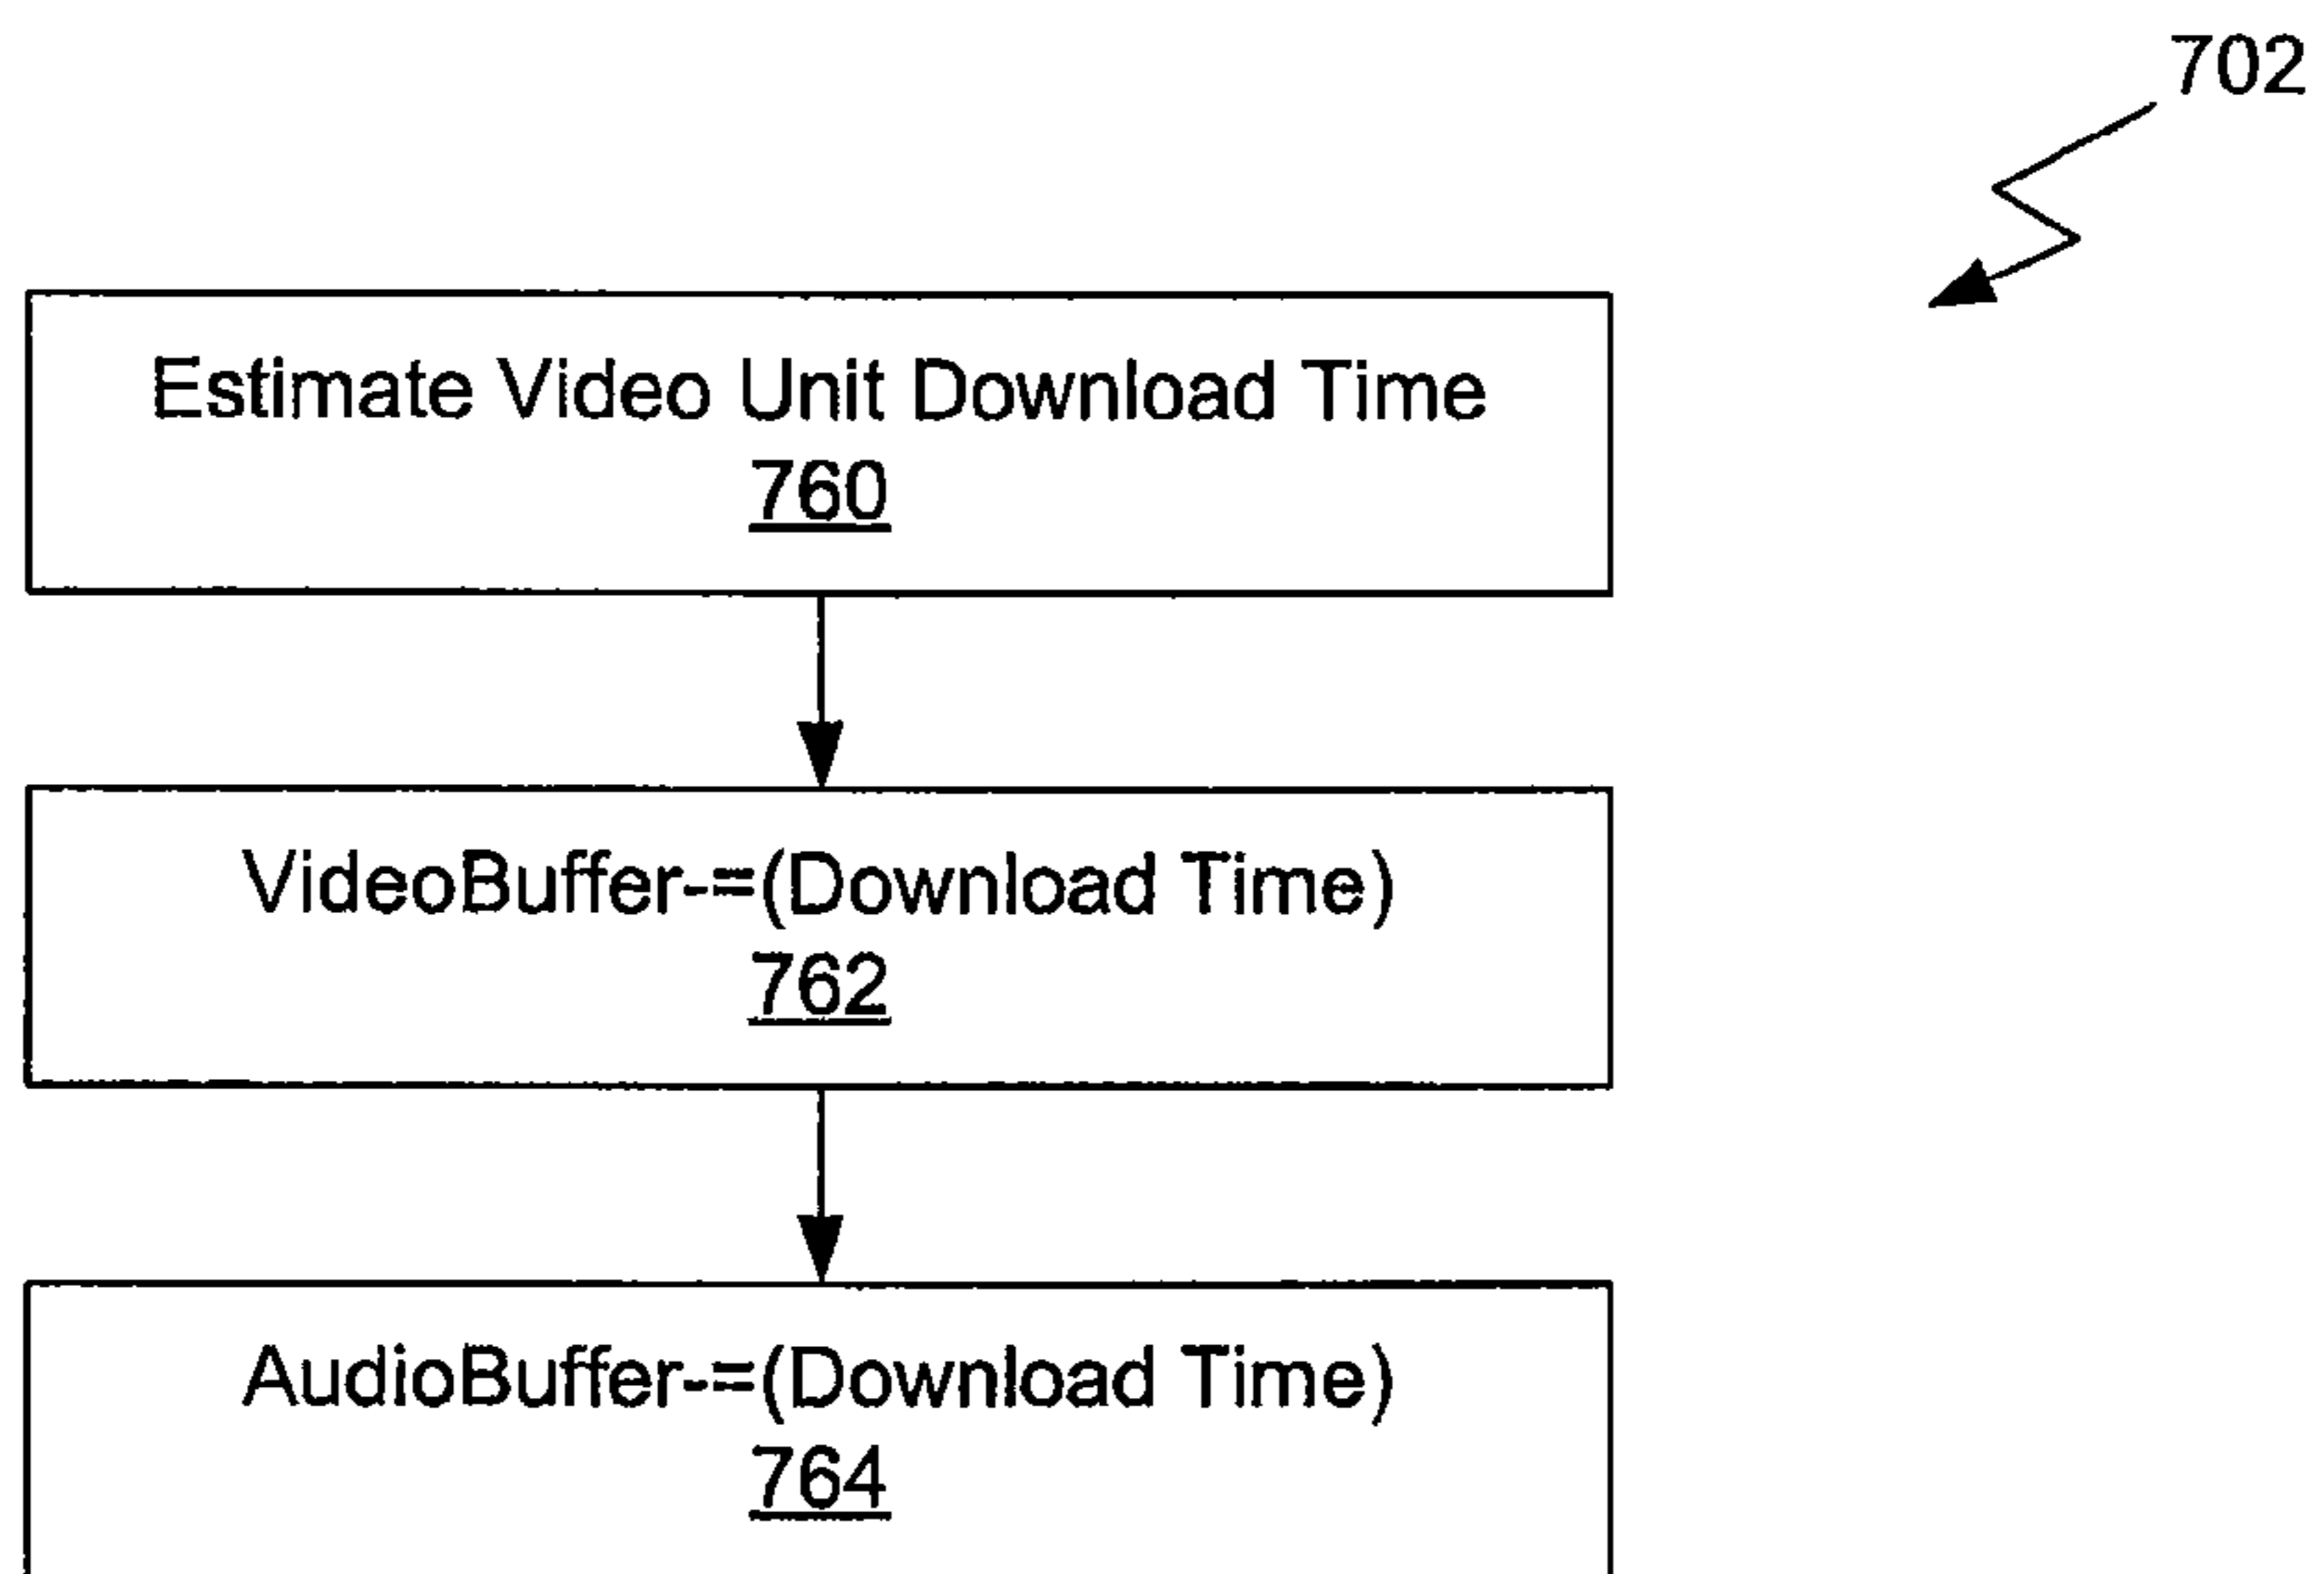 702
Estimate Video Unit Download Time
760
VideoBuffer-=(Download Time)
762
AudioBuffer-=(Download Time)
764